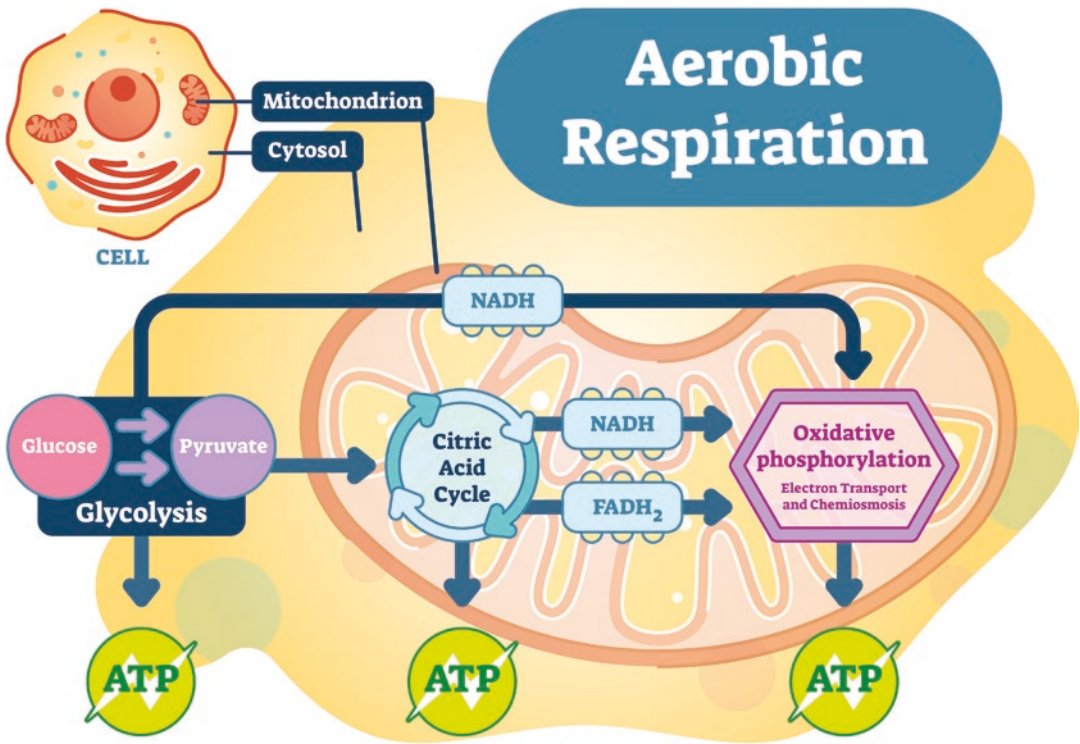 Aerobic
Respiration
Mitochondrion
Cytosol
CELL
NADH
Glucose
Pyruvate
Glycolysis
Citric
Acid
Cycle
NADH
FADH₂
Oxidative
phosphorylation
Electron Transport
and Chemiosmosis
ATP
ATP
ATP